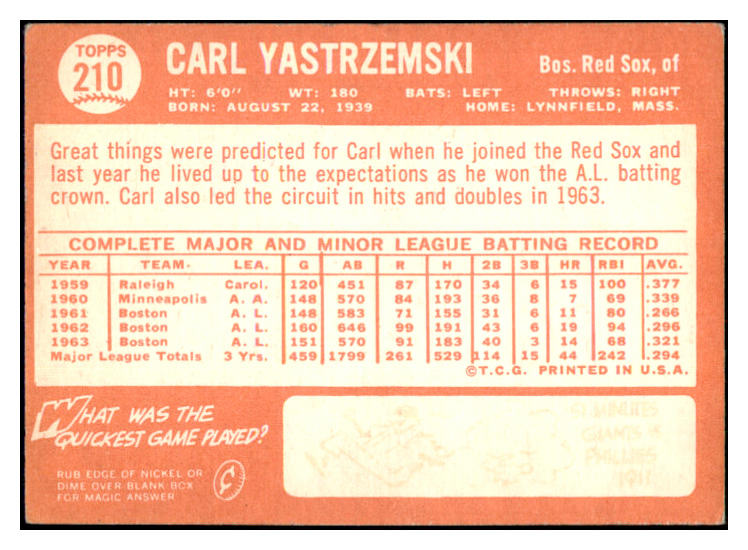 TOPPS
210
CARL YASTRZEMSKI
Bos. Red Sox, of
HT: 6'0" WT: 180 BATS: LEFT THROWS: RIGHT
BORN: AUGUST 22, 1939 HOME: LYNNFIELD, MASS.
Great things were predicted for Carl when he joined the Red Sox and
last year he lived up to the expectations as he won the A.L. batting
crown. Carl also led the circuit in hits and doubles in 1963.
COMPLETE MAJOR AND MINOR LEAGUE BATTING RECORD
YEAR TEAM LEA. G AB R H 2B 3B HR RBI AVG.
1959 Raleigh Carol. 120 451 87 170 34 6 15 100 .377
1960 Minneapolis A. A. 148 570 84 193 36 8 7 69 .339
1961 Boston A. L. 148 583 71 155 31 6 11 80 .266
1962 Boston A. L. 160 646 99 191 43 6 19 94 .296
1963 Boston A. L. 151 570 91 183 40 3 14 68 .321
Major League Totals 3 Yrs. 459 1799 261 529 114 15 44 242 .294
©T.C.G. PRINTED IN U.S.A.
WHAT WAS THE
QUICKEST GAME PLAYED?
RUB EDGE OF NICKEL OR
DIME OVER BLANK BOX
FOR MAGIC ANSWER
51 MINUTES
GIANTS VS
PHILLIES
1917